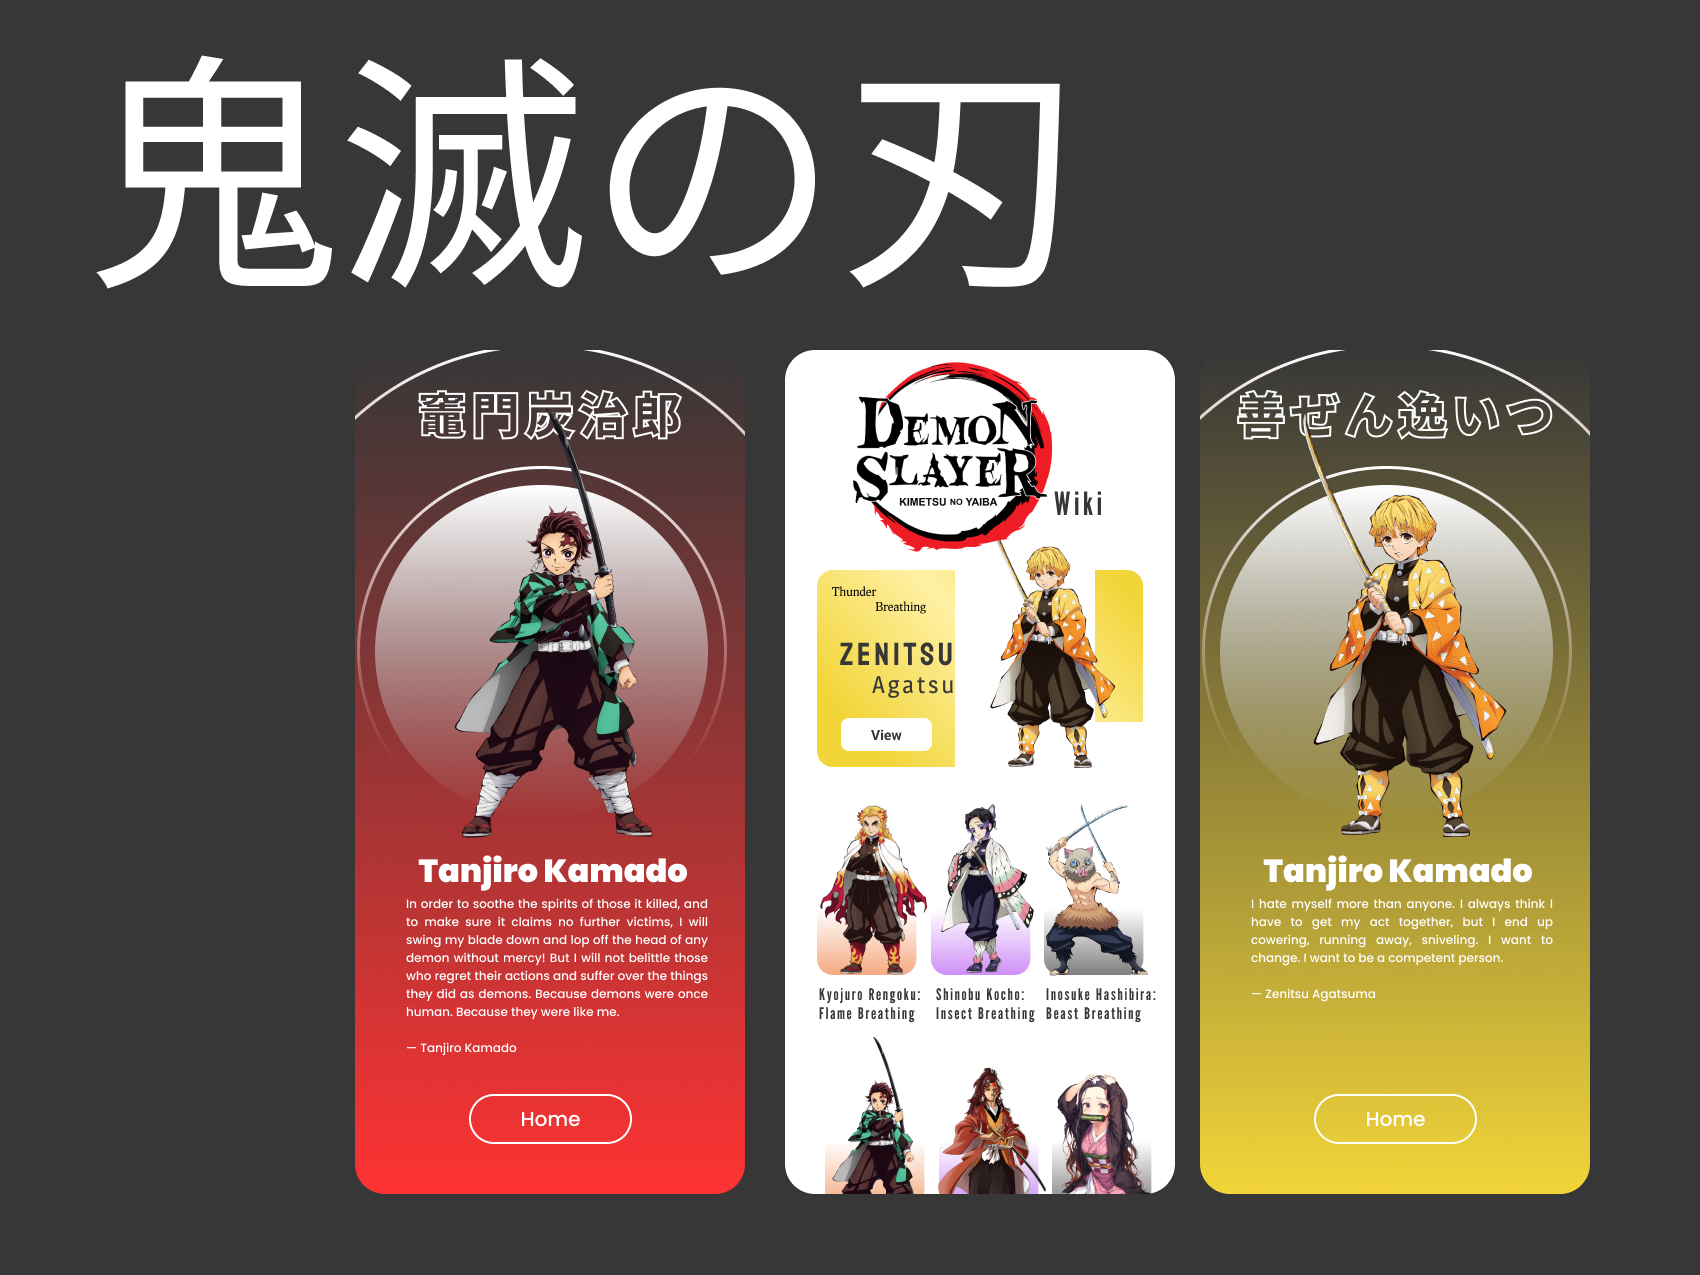 鬼滅の刃
竈門炭治郎
Tanjiro Kamado
In order to soothe the spirits of those it killed, and
to make sure it claims no further victims, I will
swing my blade down and lop off the head of any
demon without mercy! But I will not belittle those
who regret their actions and suffer over the things
they did as demons. Because demons were once
human. Because they were like me.
— Tanjiro Kamado
Home
DEMON
SLAYER
KIMETSU NO YAIBA
Wiki
Thunder
Breathing
ZENITSU
Agatsu
View
Kyojuro Rengoku:
Flame Breathing
Shinobu Kocho:
Insect Breathing
Inosuke Hashibira:
Beast Breathing
善ぜん逸いつ
Tanjiro Kamado
I hate myself more than anyone. I always think I
have to get my act together, but I end up
cowering, running away, sniveling. I want to
change. I want to be a competent person.
— Zenitsu Agatsuma
Home